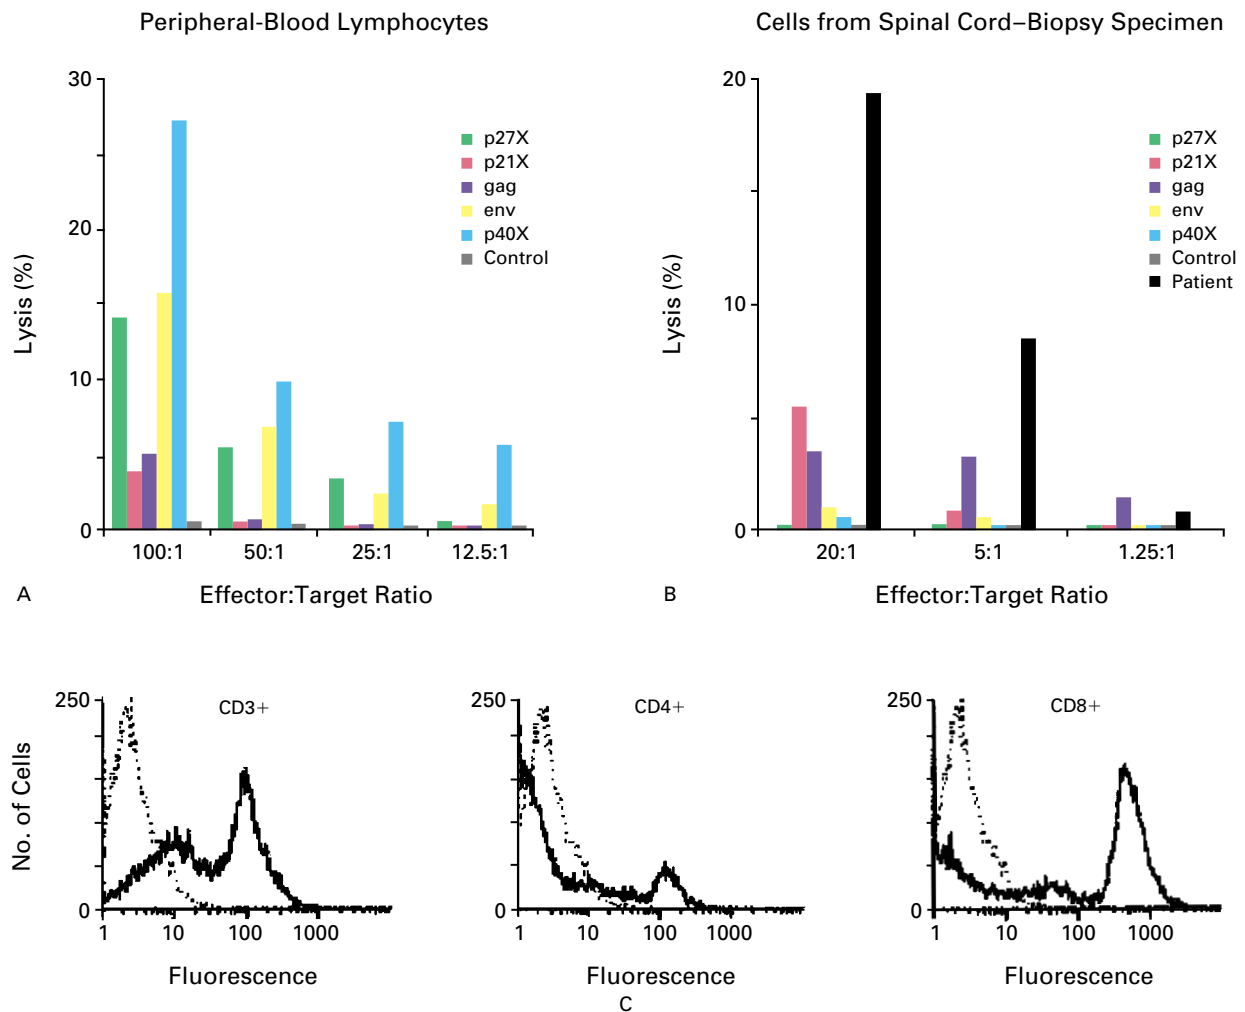 Peripheral-Blood Lymphocytes
30
20
10
0
Lysis (%)
p27X
p21X
gag
env
p40X
Control
100:1 50:1 25:1 12.5:1
A
Effector:Target Ratio
Cells from Spinal Cord–Biopsy Specimen
20
10
0
Lysis (%)
p27X
p21X
gag
env
p40X
Control
Patient
20:1 5:1 1.25:1
B
Effector:Target Ratio
CD3+
250
0
No. of Cells
1 10 100 1000
Fluorescence
CD4+
250
0
1 10 100 1000
Fluorescence
CD8+
250
0
1 10 100 1000
Fluorescence
C